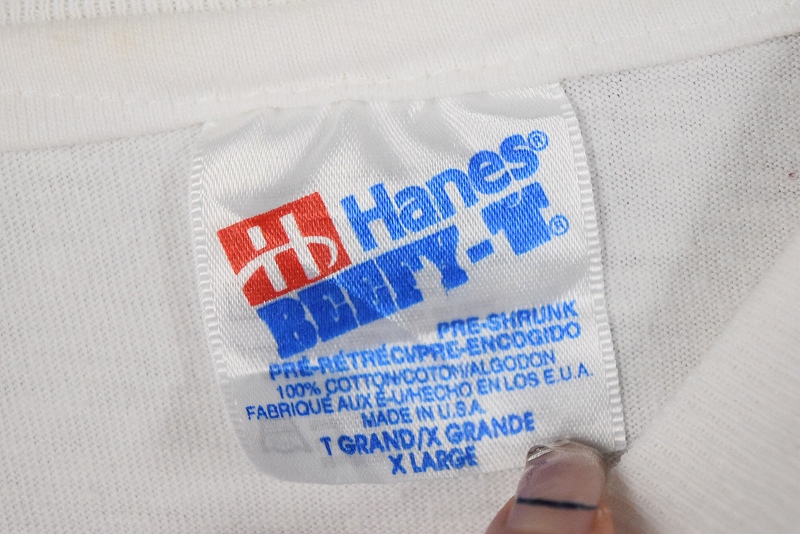 Hanes®
BEEFY-T®
PRE-SHRUNK
PRÉ-RÉTRÉCI/PRE-ENCOGIDO
100% COTTON/COTON/ALGODON
FABRIQUÉ AUX É-U/HECHO EN LOS E.U.A.
MADE IN U.S.A.
T GRAND/X GRANDE
X LARGE